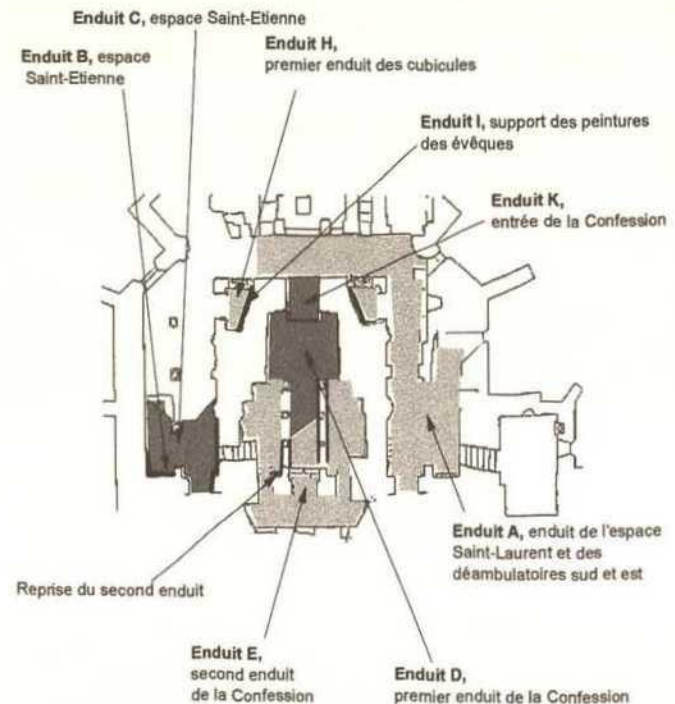 Enduit C, espace Saint-Etienne
Enduit B, espace
Saint-Etienne
Enduit H,
premier enduit des cubicules
Enduit I, support des peintures
des évêques
Enduit K,
entrée de la Confession
Enduit A, enduit de l'espace
Saint-Laurent et des
déambulatoires sud et est
Reprise du second enduit
Enduit E,
second enduit
de la Confession
Enduit D,
premier enduit de la Confession